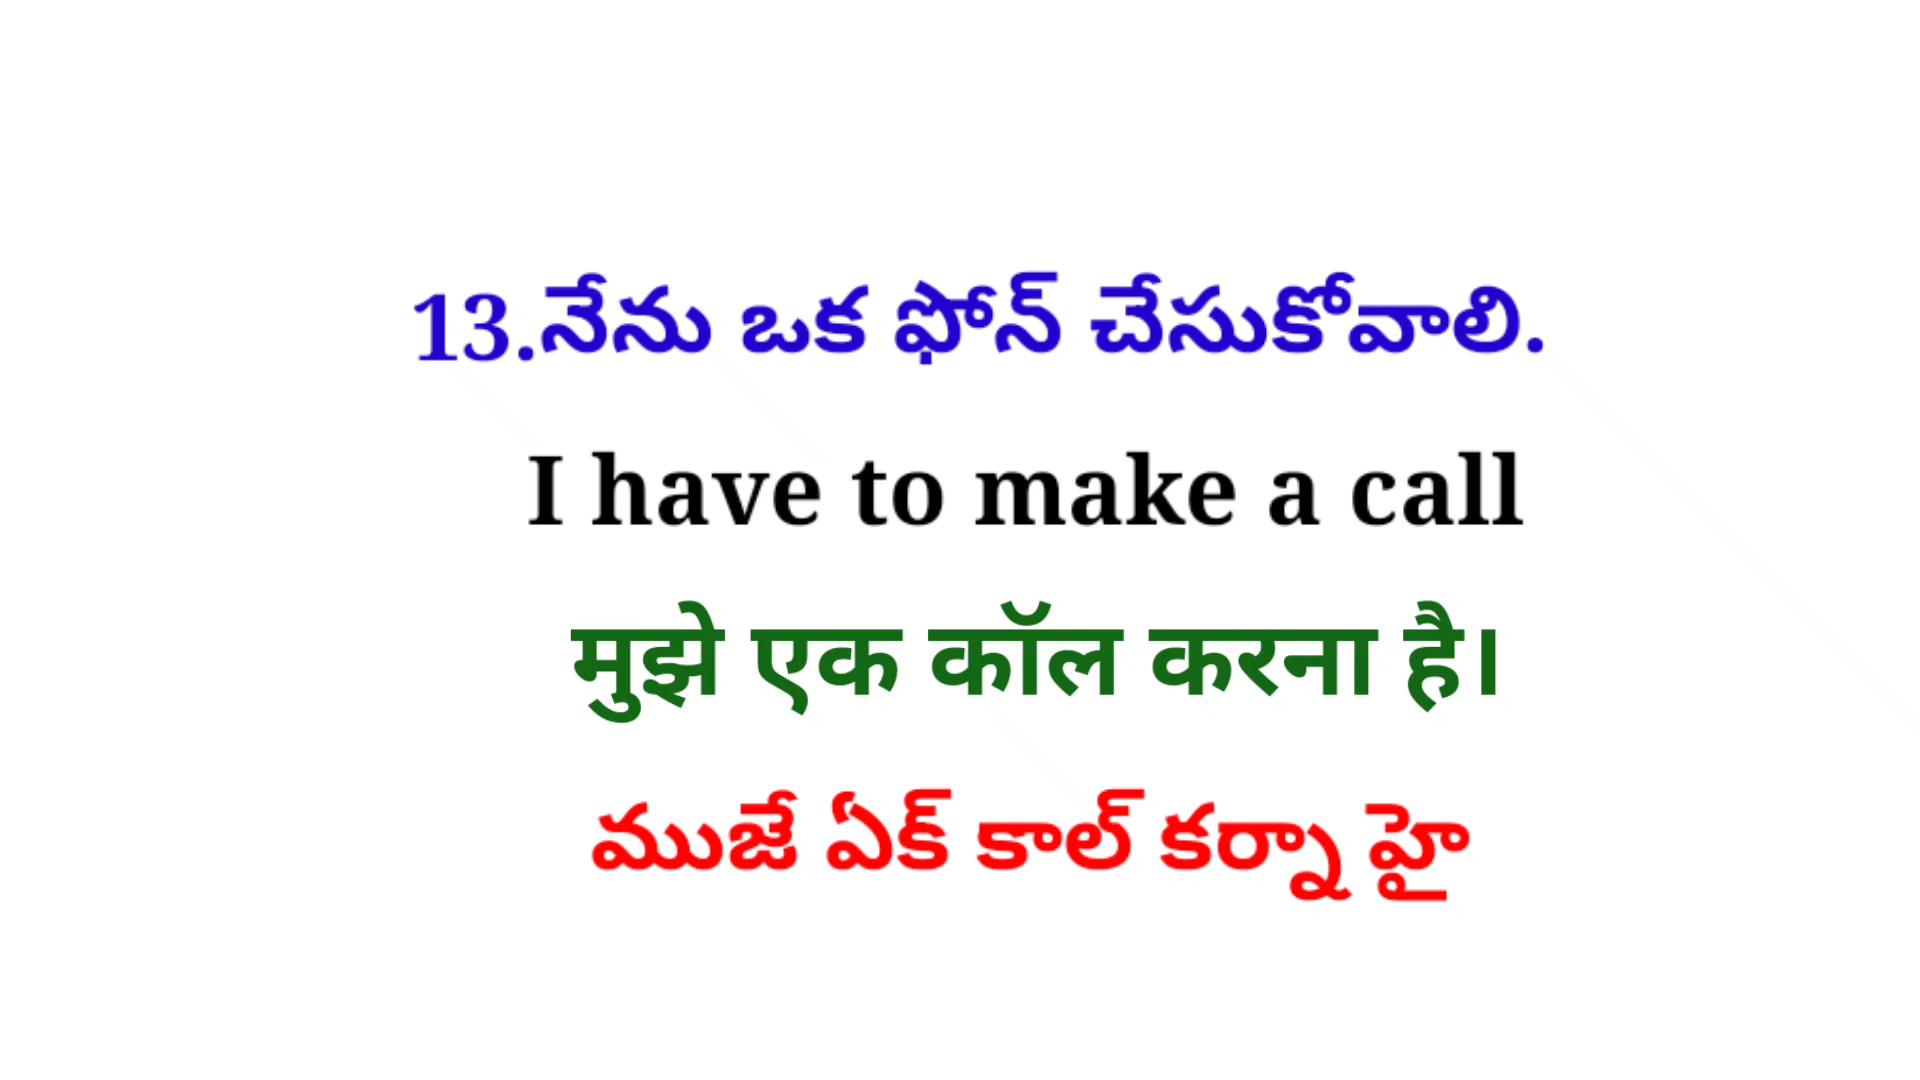 13.నేను ఒక ఫోన్ చేసుకోవాలి.
I have to make a call
मुझे एक कॉल करना है।
ముజే ఏక్ కాల్ కర్నా హై